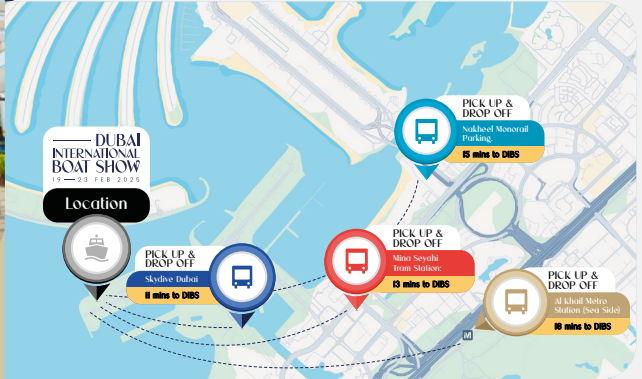 DUBAI
INTERNATIONAL
BOAT SHOW
19 — 23 FEB 2025
Location
PICK UP &
DROP OFF
Nakheel Monorail
Parking.
15 mins to DIBS
PICK UP &
DROP OFF
Skydive Dubai
11 mins to DIBS
PICK UP &
DROP OFF
Mina Seyahi
Tram Station:
13 mins to DIBS
PICK UP &
DROP OFF
Al Khail Metro
Station (Sea Side)
18 mins to DIBS
M